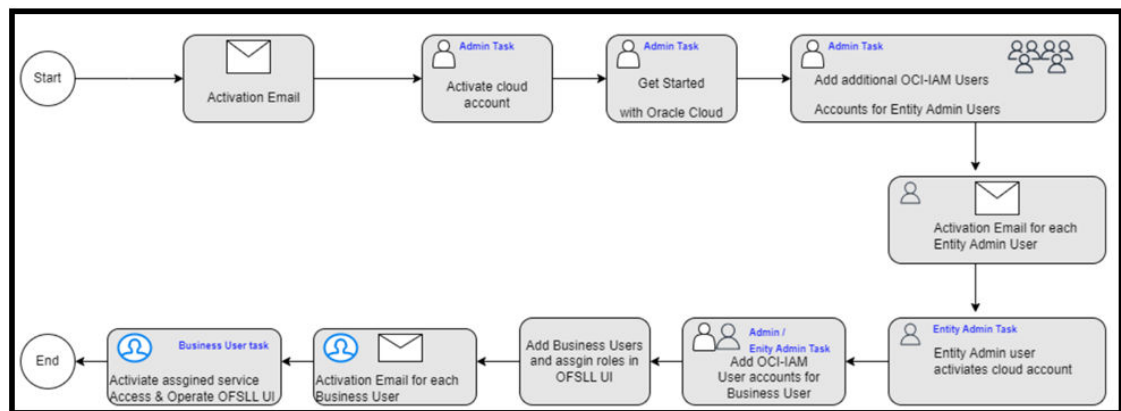 Start
Activation Email
Admin Task
Activate cloud
account
Admin Task
Get Started
with Oracle Cloud
Admin Task
Add additional OCI-IAM Users
Accounts for Entity Admin Users
Activation Email for each
Entity Admin User
Entity Admin Task
Entity Admin user
activiates cloud account
Admin /
Enity Admin Task
Add OCI-IAM
User accounts for
Business User
Add Business Users
and assgin roles in
OFSLL UI
Activation Email for each
Business User
Business User task
Activiate assgined service
Access & Operate OFSLL UI
End